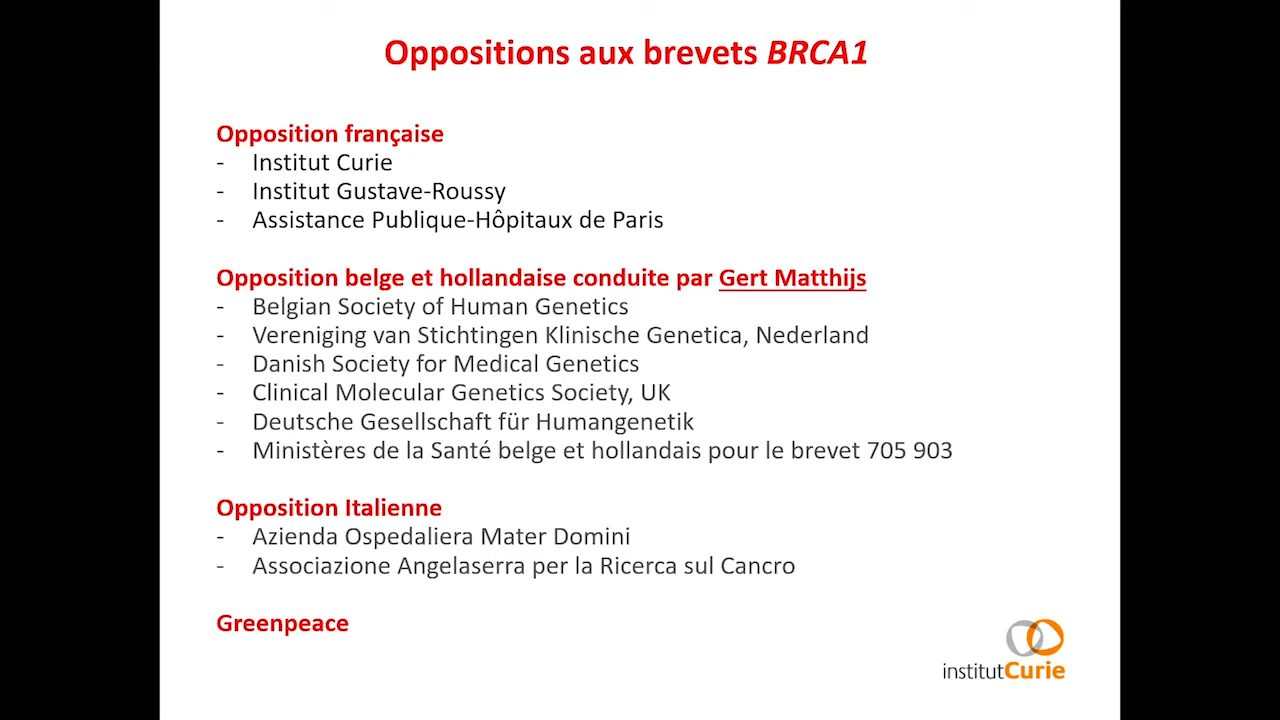 Oppositions aux brevets BRCA1
Opposition française
- Institut Curie
- Institut Gustave-Roussy
- Assistance Publique-Hôpitaux de Paris
Opposition belge et hollandaise conduite par Gert Matthijs
- Belgian Society of Human Genetics
- Vereniging van Stichtingen Klinische Genetica, Nederland
- Danish Society for Medical Genetics
- Clinical Molecular Genetics Society, UK
- Deutsche Gesellschaft für Humangenetik
- Ministères de la Santé belge et hollandais pour le brevet 705 903
Opposition Italienne
- Azienda Ospedaliera Mater Domini
- Associazione Angelaserra per la Ricerca sul Cancro
Greenpeace
institutCurie